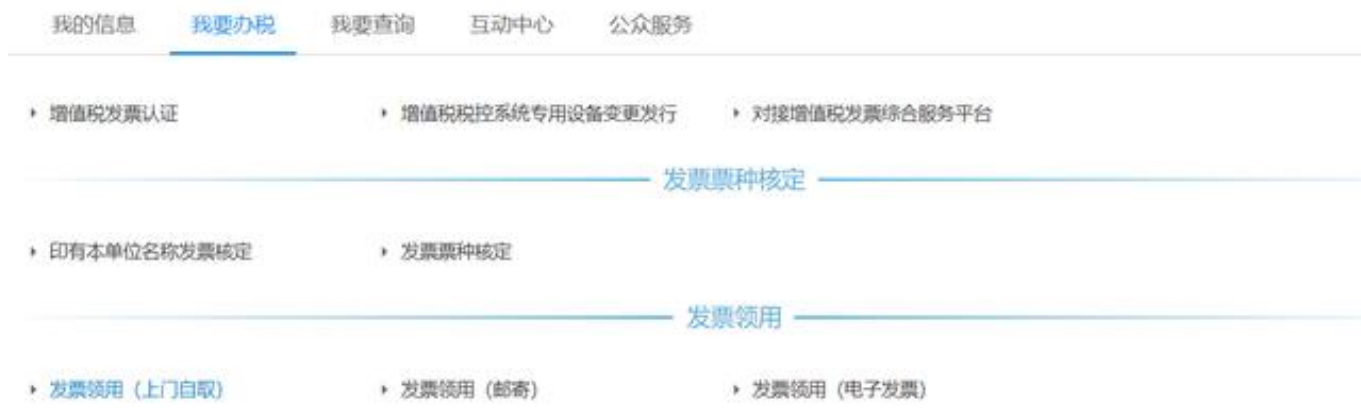 我的信息 我要办税 我要查询 互动中心 公众服务
增值税发票认证 增值税税控系统专用设备变更发行 对接增值税发票综合服务平台
发票票种核定
印有本单位名称发票核定 发票票种核定
发票领用
发票领用（上门自取） 发票领用（邮寄） 发票领用（电子发票）